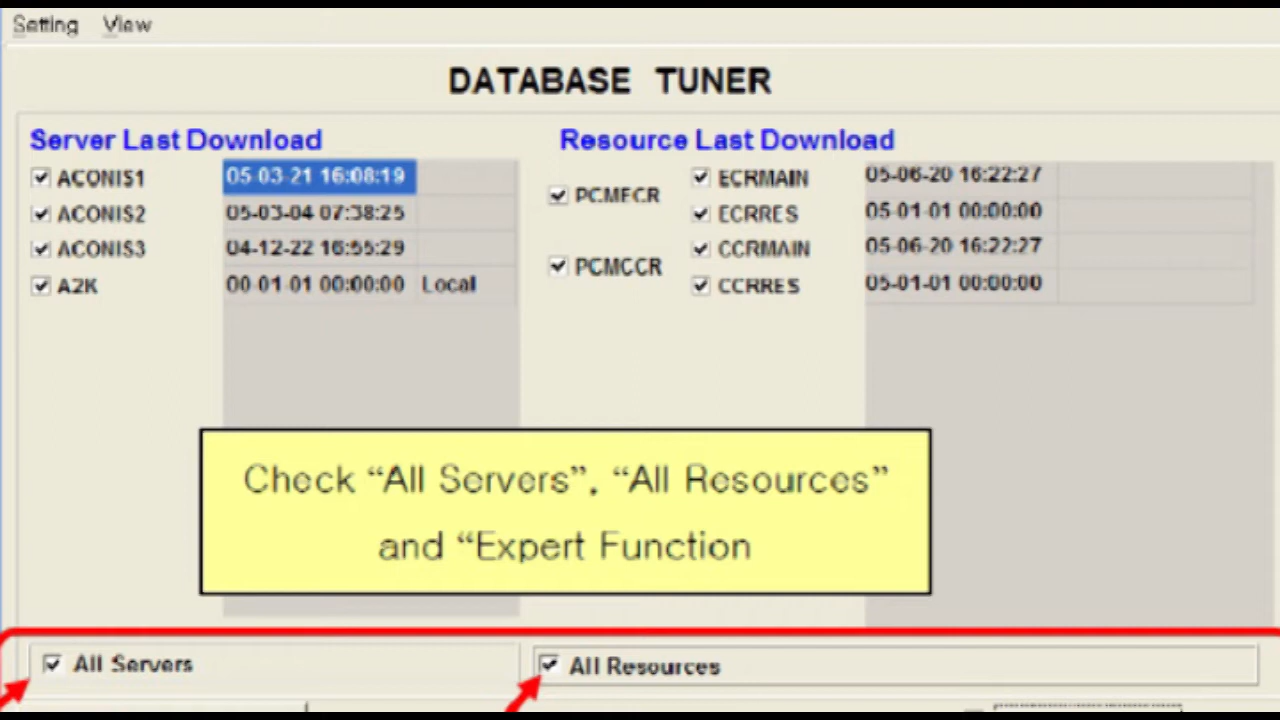 Setting View
DATABASE TUNER
Server Last Download
Resource Last Download
ACONIS1 05-03-21 16:08:19
ACONIS2 05-03-04 07:38:25
ACONIS3 04-12-22 16:55:29
A2K 00-01-01 00:00:00 Local
PCMECR
PCMCCR
ECRMAIN 05-06-20 16:22:27
ECRRES 05-01-01 00:00:00
CCRMAIN 05-06-20 16:22:27
CCRRES 05-01-01 00:00:00
Check “All Servers”, “All Resources”
and “Expert Function
All Servers
All Resources